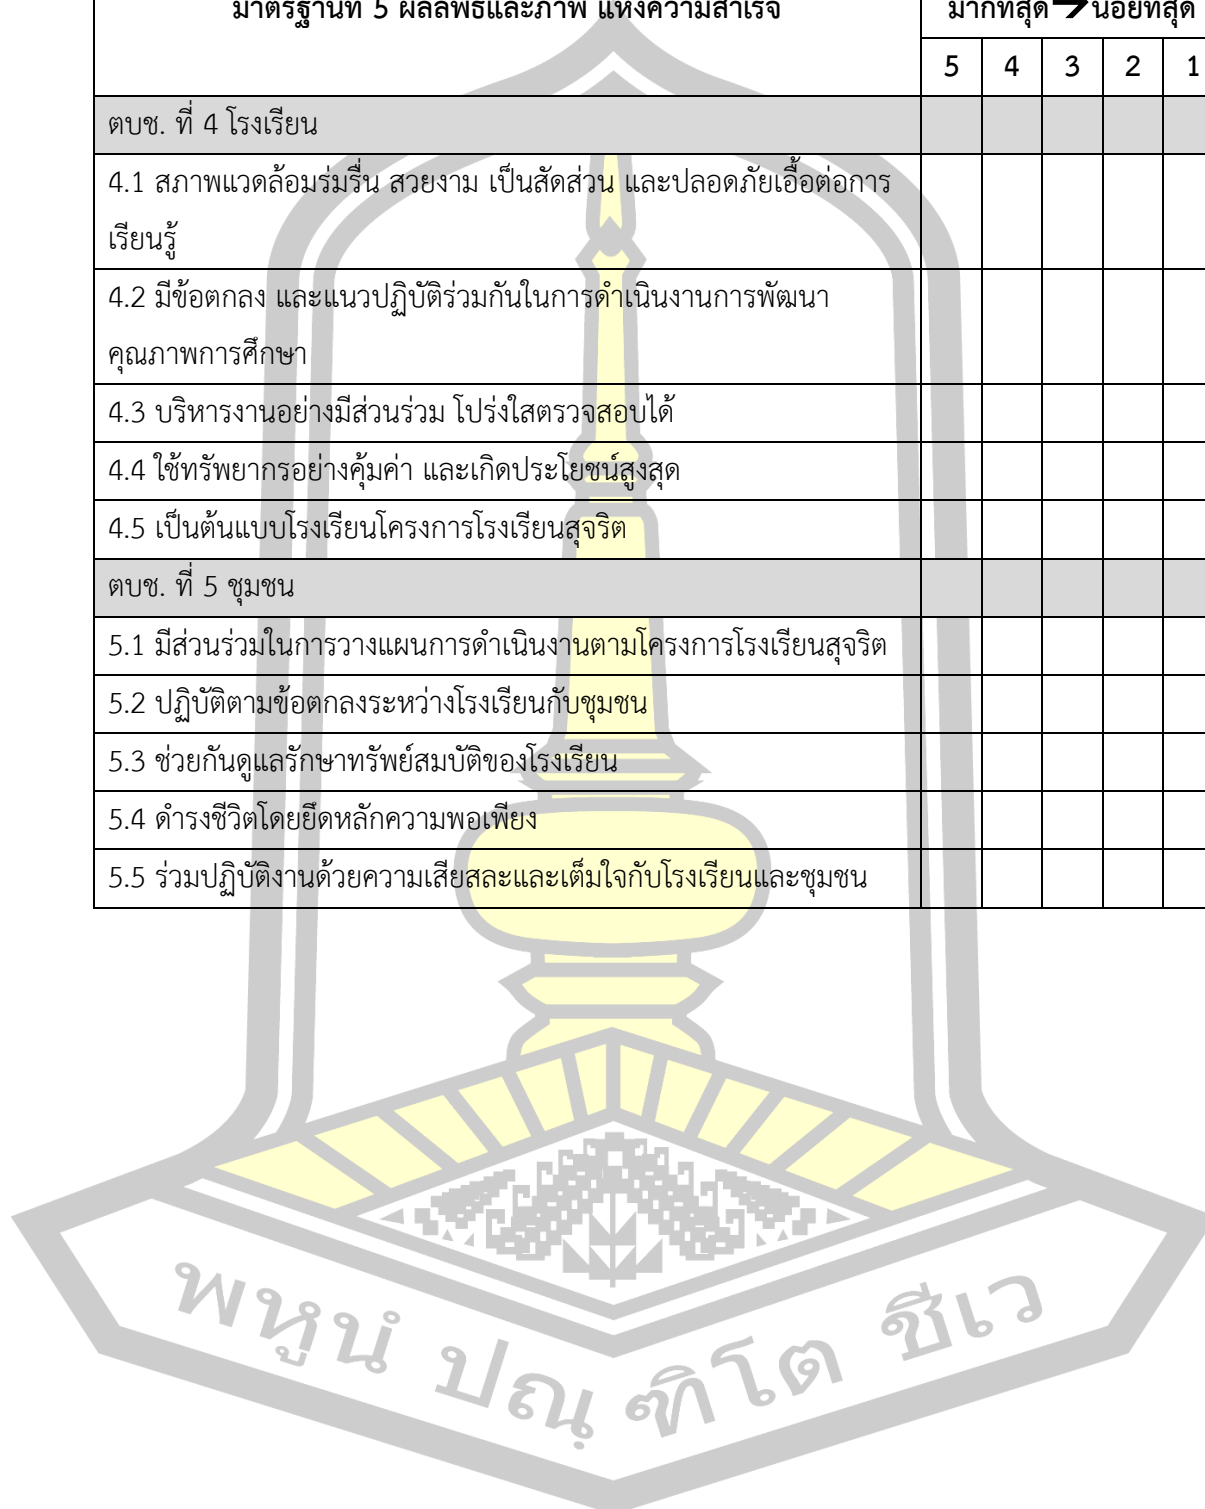 มาตรฐานที่ 5 ผลลัพธ์และภาพ แห่งความสำเร็จ
มากที่สุด➔น้อยที่สุด
5 4 3 2 1
ตบช. ที่ 4 โรงเรียน
4.1 สภาพแวดล้อมร่มรื่น สวยงาม เป็นสัดส่วน และปลอดภัยเอื้อต่อการ
เรียนรู้
4.2 มีข้อตกลง และแนวปฏิบัติร่วมกันในการดำเนินงานการพัฒนา
คุณภาพการศึกษา
4.3 บริหารงานอย่างมีส่วนร่วม โปร่งใสตรวจสอบได้
4.4 ใช้ทรัพยากรอย่างคุ้มค่า และเกิดประโยชน์สูงสุด
4.5 เป็นต้นแบบโรงเรียนโครงการโรงเรียนสุจริต
ตบช. ที่ 5 ชุมชน
5.1 มีส่วนร่วมในการวางแผนการดำเนินงานตามโครงการโรงเรียนสุจริต
5.2 ปฏิบัติตามข้อตกลงระหว่างโรงเรียนกับชุมชน
5.3 ช่วยกันดูแลรักษาทรัพย์สมบัติของโรงเรียน
5.4 ดำรงชีวิตโดยยึดหลักความพอเพียง
5.5 ร่วมปฏิบัติงานด้วยความเสียสละและเต็มใจกับโรงเรียนและชุมชน
พหูนํ ปณฺฑิโต ชีเว